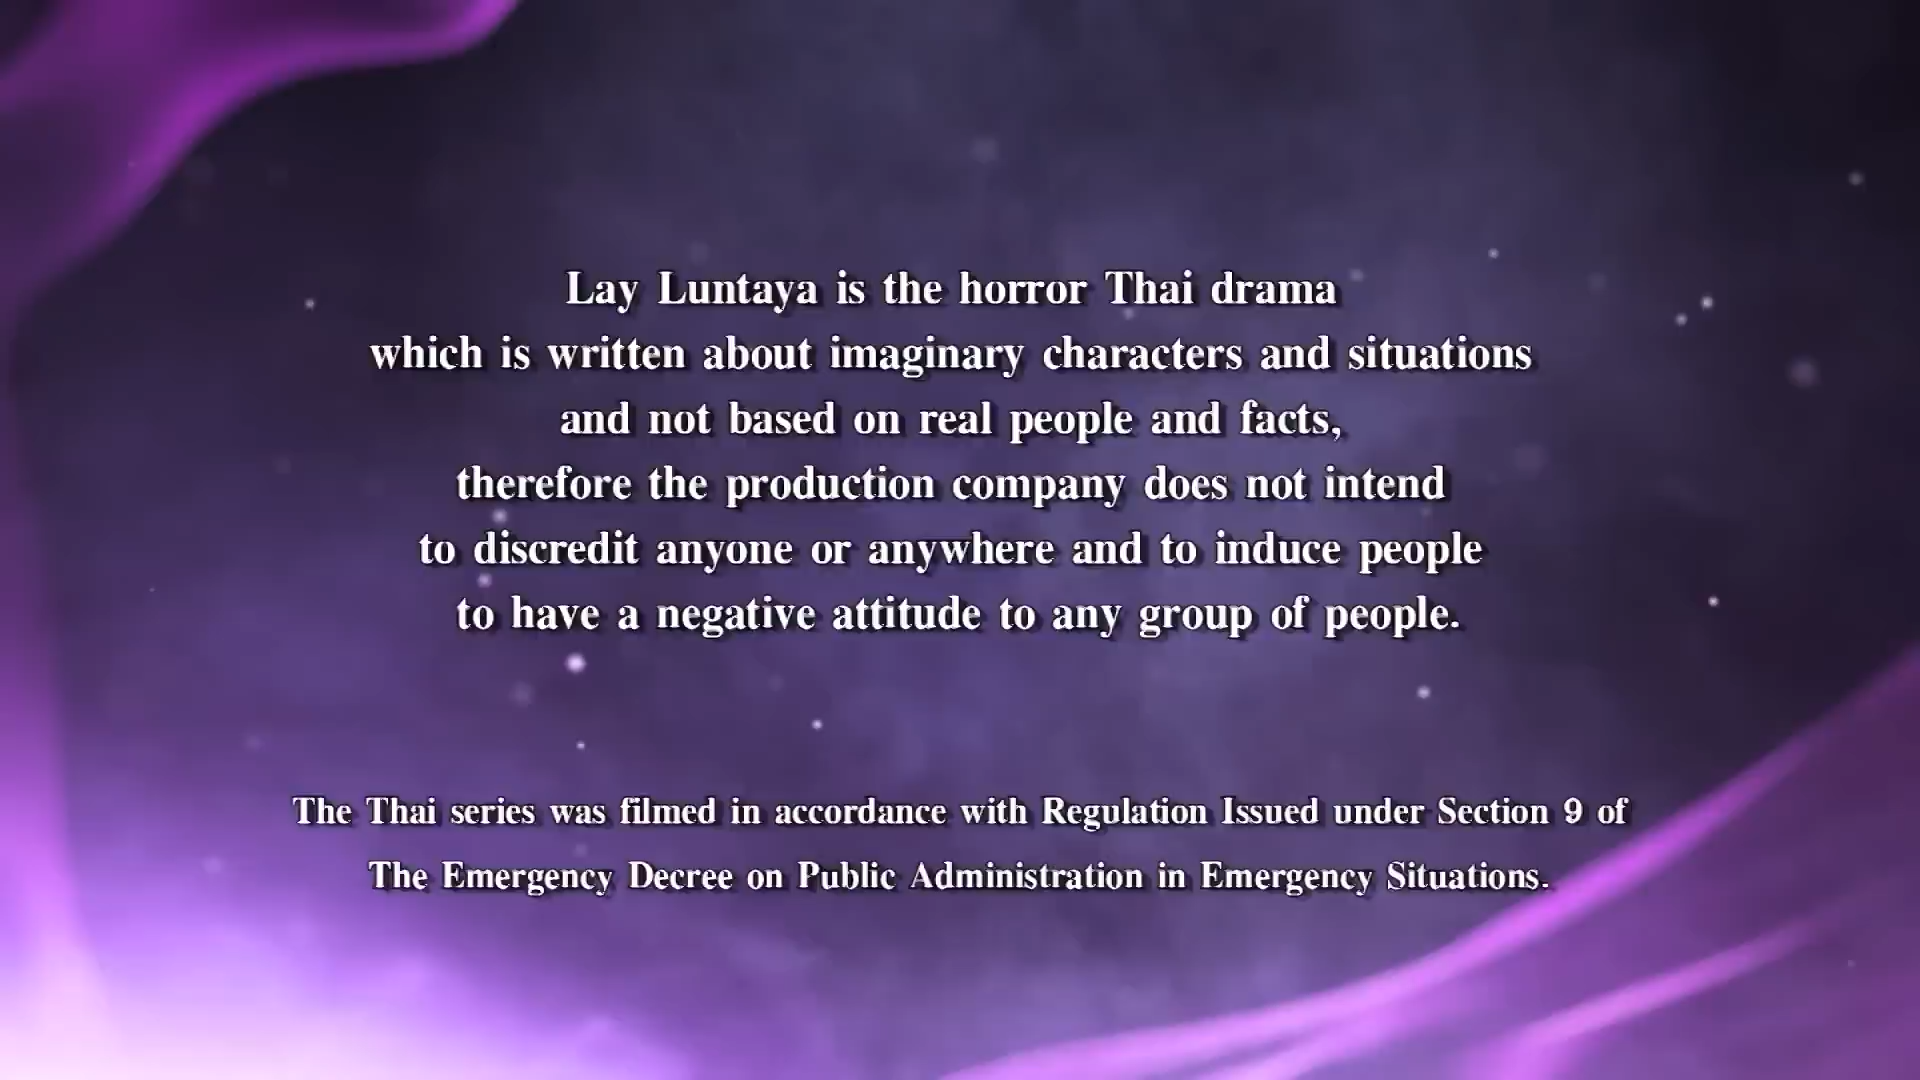 Lay Luntaya is the horror Thai drama
which is written about imaginary characters and situations
and not based on real people and facts,
therefore the production company does not intend
to discredit anyone or anywhere and to induce people
to have a negative attitude to any group of people.
The Thai series was filmed in accordance with Regulation Issued under Section 9 of
The Emergency Decree on Public Administration in Emergency Situations.